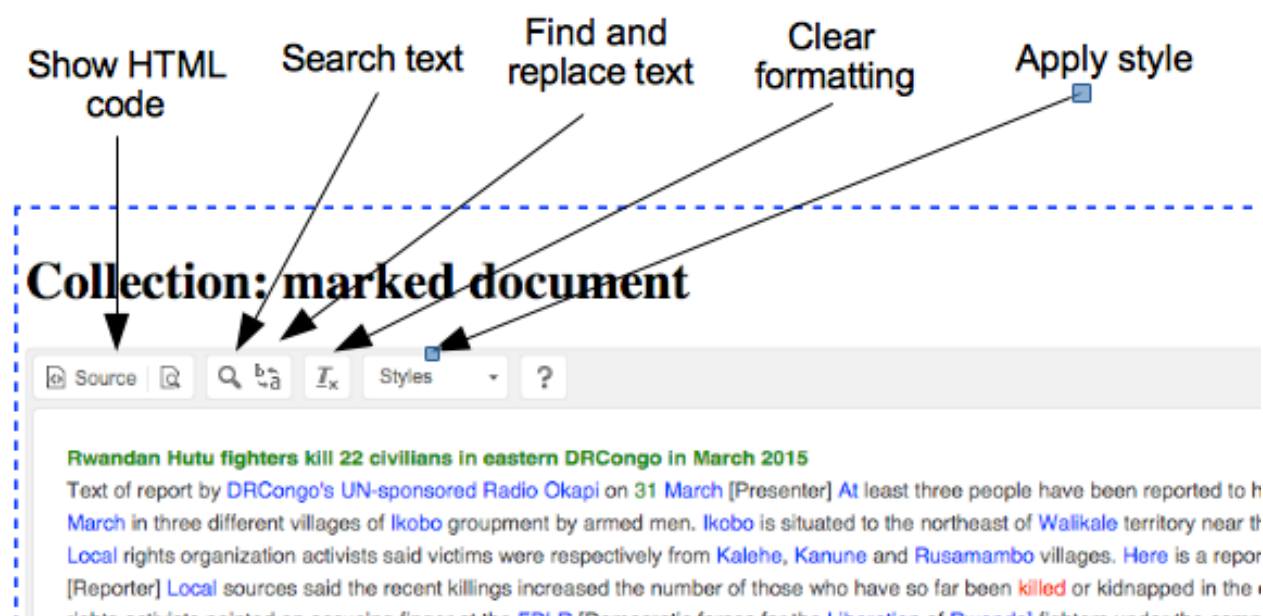 Show HTML
code
Search text
Find and
replace text
Clear
formatting
Apply style
Collection: marked document
Source
Styles
?
Rwandan Hutu fighters kill 22 civilians in eastern DRCongo in March 2015
Text of report by DRCongo's UN-sponsored Radio Okapi on 31 March [Presenter] At least three people have been reported to
March in three different villages of Ikobo groupment by armed men. Ikobo is situated to the northeast of Walikale territory near
Local rights organization activists said victims were respectively from Kalehe, Kanune and Rusamambo villages. Here is a
[Reporter] Local sources said the recent killings increased the number of those who have so far been killed or kidnapped in the